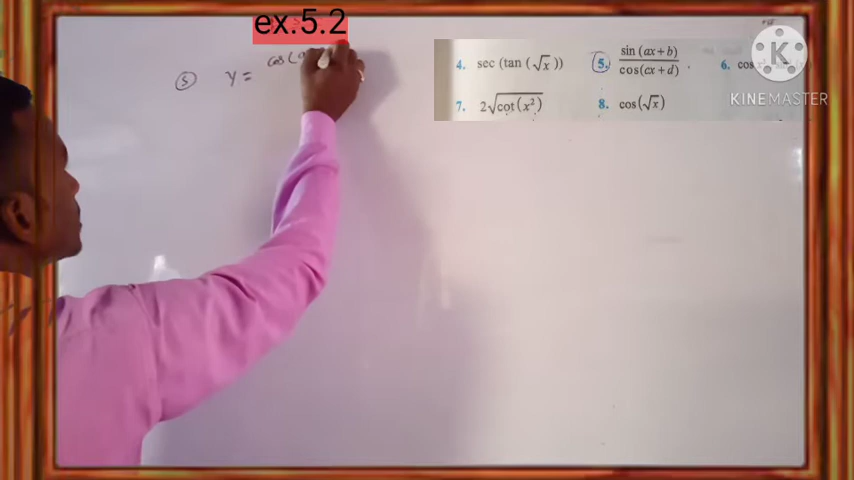 ex.5.2
⑤ y = cos(a
4. sec (tan (√x))
5. sin (ax+b) / cos (cx+d) .
6. cos
7. 2√cot(x²)
8. cos(√x)
K
KINEMASTER